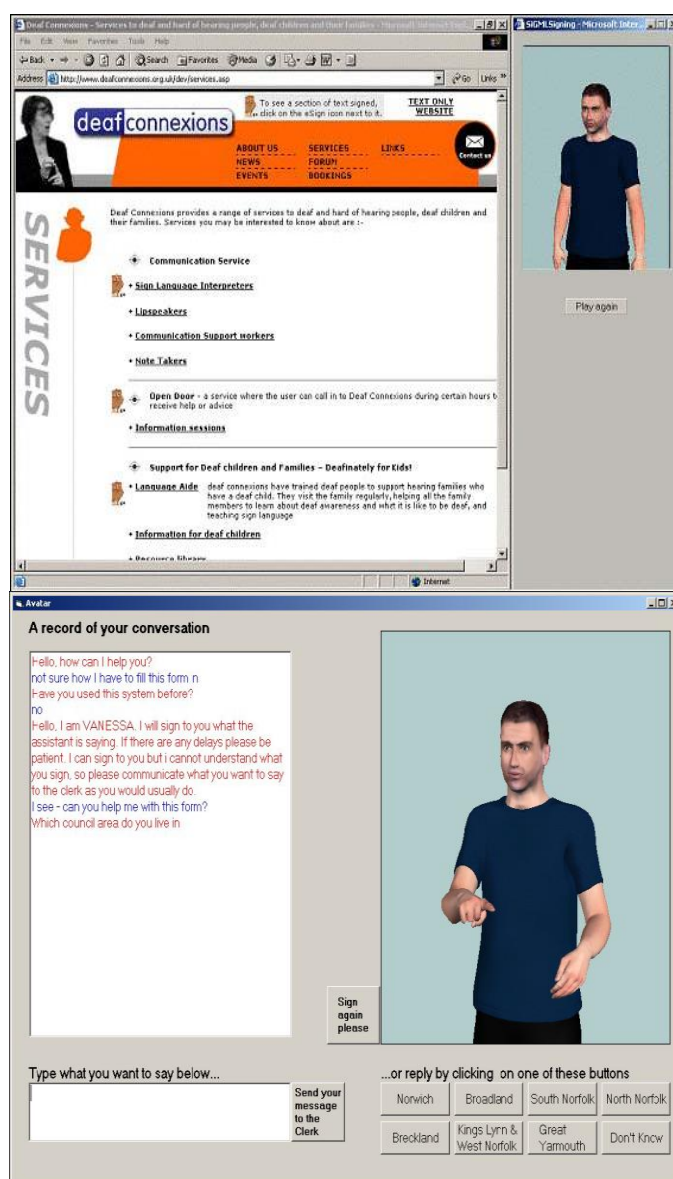 Deaf Connexions - Services to deaf and hard of hearing people, deaf children and their families - Microsoft Internet
File Edit View Favorites Tools Help
Back Search Favorites Media
Address http://www.deafconnexions.org.uk/dev/services.asp Go Links »
deafconnexions
To see a section of text signed, click on the eSign icon next to it.
TEXT ONLY WEBSITE
ABOUT US SERVICES LINKS
NEWS FORUM
EVENTS BOOKINGS
Contact us
SERVICES
Deaf Connexions provides a range of services to deaf and hard of hearing people, deaf children and
their families. Services you may be interested to know about are :-
Communication Service
• Sign Language Interpreters
• Lipspeakers
• Communication Support workers
• Note Takers
Open Door - a service where the user can call in to Deaf Connexions during certain hours t
receive help or advice
• Information sessions
Support for Deaf children and Families - Deafinately for Kids!
• Language Aide deaf connexions have trained deaf people to support hearing families who
have a deaf child. They visit the family regularly, helping all the family
members to learn about deaf awareness and what it is like to be deaf, and
teaching sign language
• Information for deaf children
• Resource library
Internet
SIGMLSigning - Microsoft Inter...
Play again
Avatar
A record of your conversation
Hello, how can I help you?
not sure how I have to fill this form n
Have you used this system before?
no
Hello, I am VANESSA. I will sign to you what the
assistant is saying. If there are any delays please be
patient. I can sign to you but i cannot understand what
you sign, so please communicate what you want to say
to the clerk as you would usually do.
I see - can you help me with this form?
Which council area do you live in
Sign
again
please
Type what you want to say below...
Send your
message
to the
Clerk
...or reply by clicking on one of these buttons
Norwich Broadland South Norfolk North Norfolk
Breckland Kings Lynn & West Norfolk Great Yarmouth Don't Know